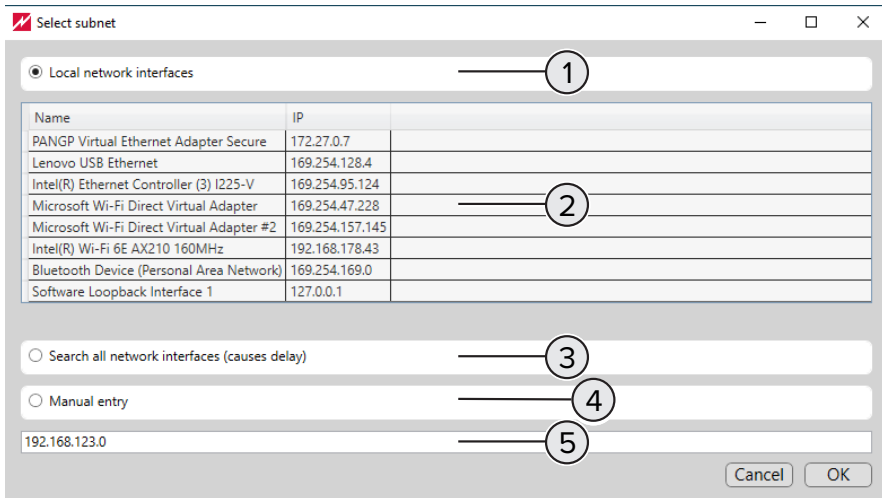 Select subnet
Local network interfaces 1
Name IP
PANGP Virtual Ethernet Adapter Secure 172.27.0.7
Lenovo USB Ethernet 169.254.128.4
Intel(R) Ethernet Controller (3) I225-V 169.254.95.124
Microsoft Wi-Fi Direct Virtual Adapter 169.254.47.228 2
Microsoft Wi-Fi Direct Virtual Adapter #2 169.254.157.145
Intel(R) Wi-Fi 6E AX210 160MHz 192.168.178.43
Bluetooth Device (Personal Area Network) 169.254.169.0
Software Loopback Interface 1 127.0.0.1
Search all network interfaces (causes delay) 3
Manual entry 4
192.168.123.0 5
Cancel OK